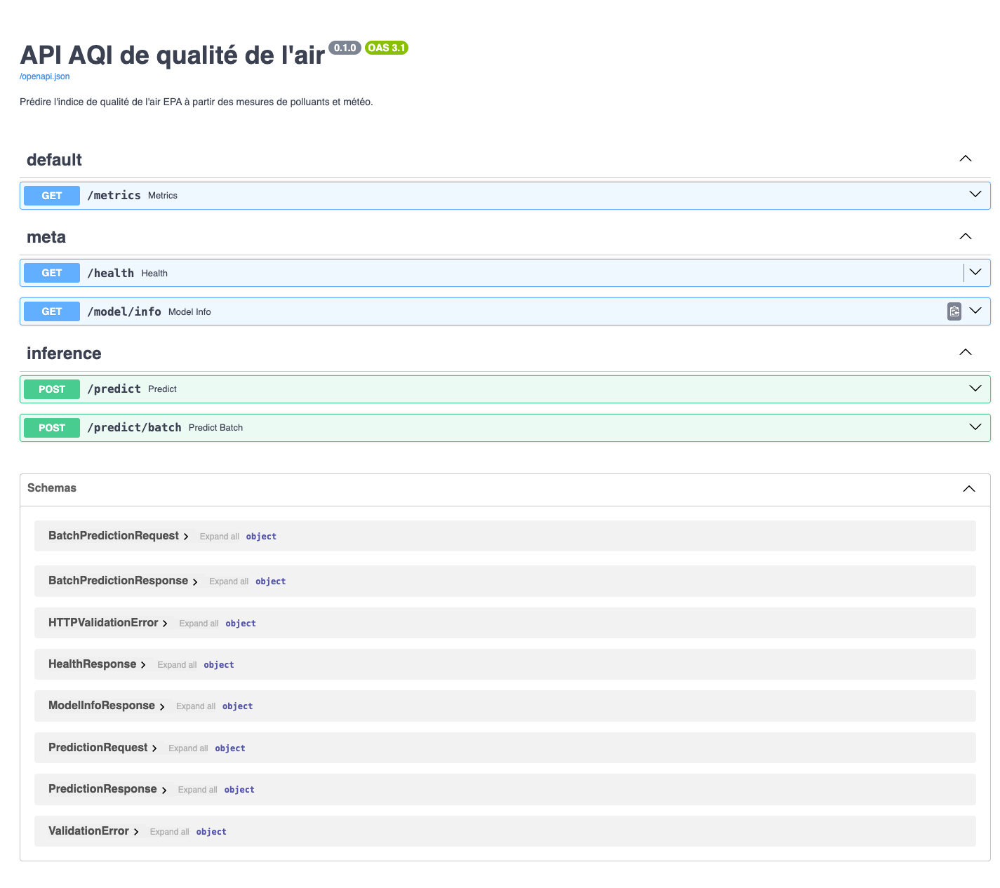 API AQI de qualité de l'air 0.1.0 OAS 3.1
/openapi.json
Prédire l'indice de qualité de l'air EPA à partir des mesures de polluants et météo.
default
GET /metrics Metrics
meta
GET /health Health
GET /model/info Model Info
inference
POST /predict Predict
POST /predict/batch Predict Batch
Schemas
BatchPredictionRequest Expand all object
BatchPredictionResponse Expand all object
HTTPValidationError Expand all object
HealthResponse Expand all object
ModelInfoResponse Expand all object
PredictionRequest Expand all object
PredictionResponse Expand all object
ValidationError Expand all object